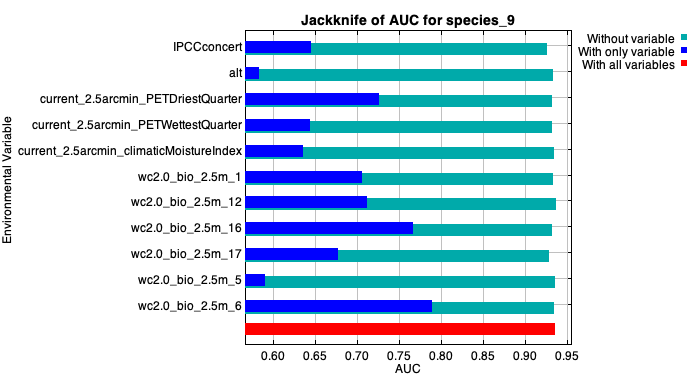 Jackknife of AUC for species_9
Without variable
With only variable
With all variables
Environmental Variable
IPCCconcert
alt
current_2.5arcmin_PETDriestQuarter
current_2.5arcmin_PETWettestQuarter
current_2.5arcmin_climaticMoistureIndex
wc2.0_bio_2.5m_1
wc2.0_bio_2.5m_12
wc2.0_bio_2.5m_16
wc2.0_bio_2.5m_17
wc2.0_bio_2.5m_5
wc2.0_bio_2.5m_6
0.60 0.65 0.70 0.75 0.80 0.85 0.90 0.95
AUC